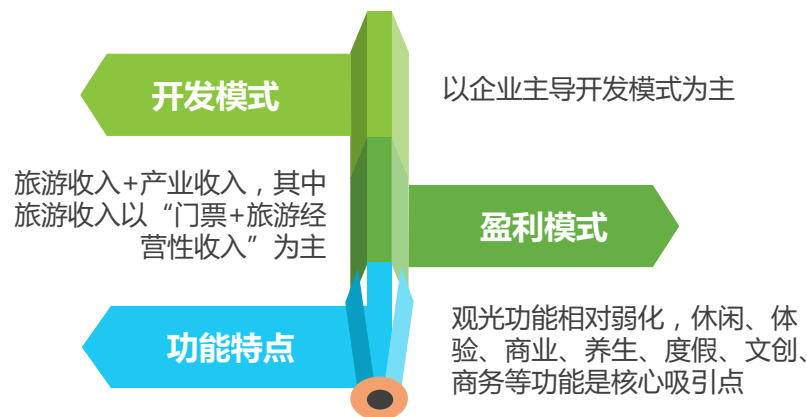 开发模式
以企业主导开发模式为主
旅游收入+产业收入，其中
旅游收入以“门票+旅游经
营性收入”为主
盈利模式
功能特点
观光功能相对弱化，休闲、体
验、商业、养生、度假、文创、
商务等功能是核心吸引点